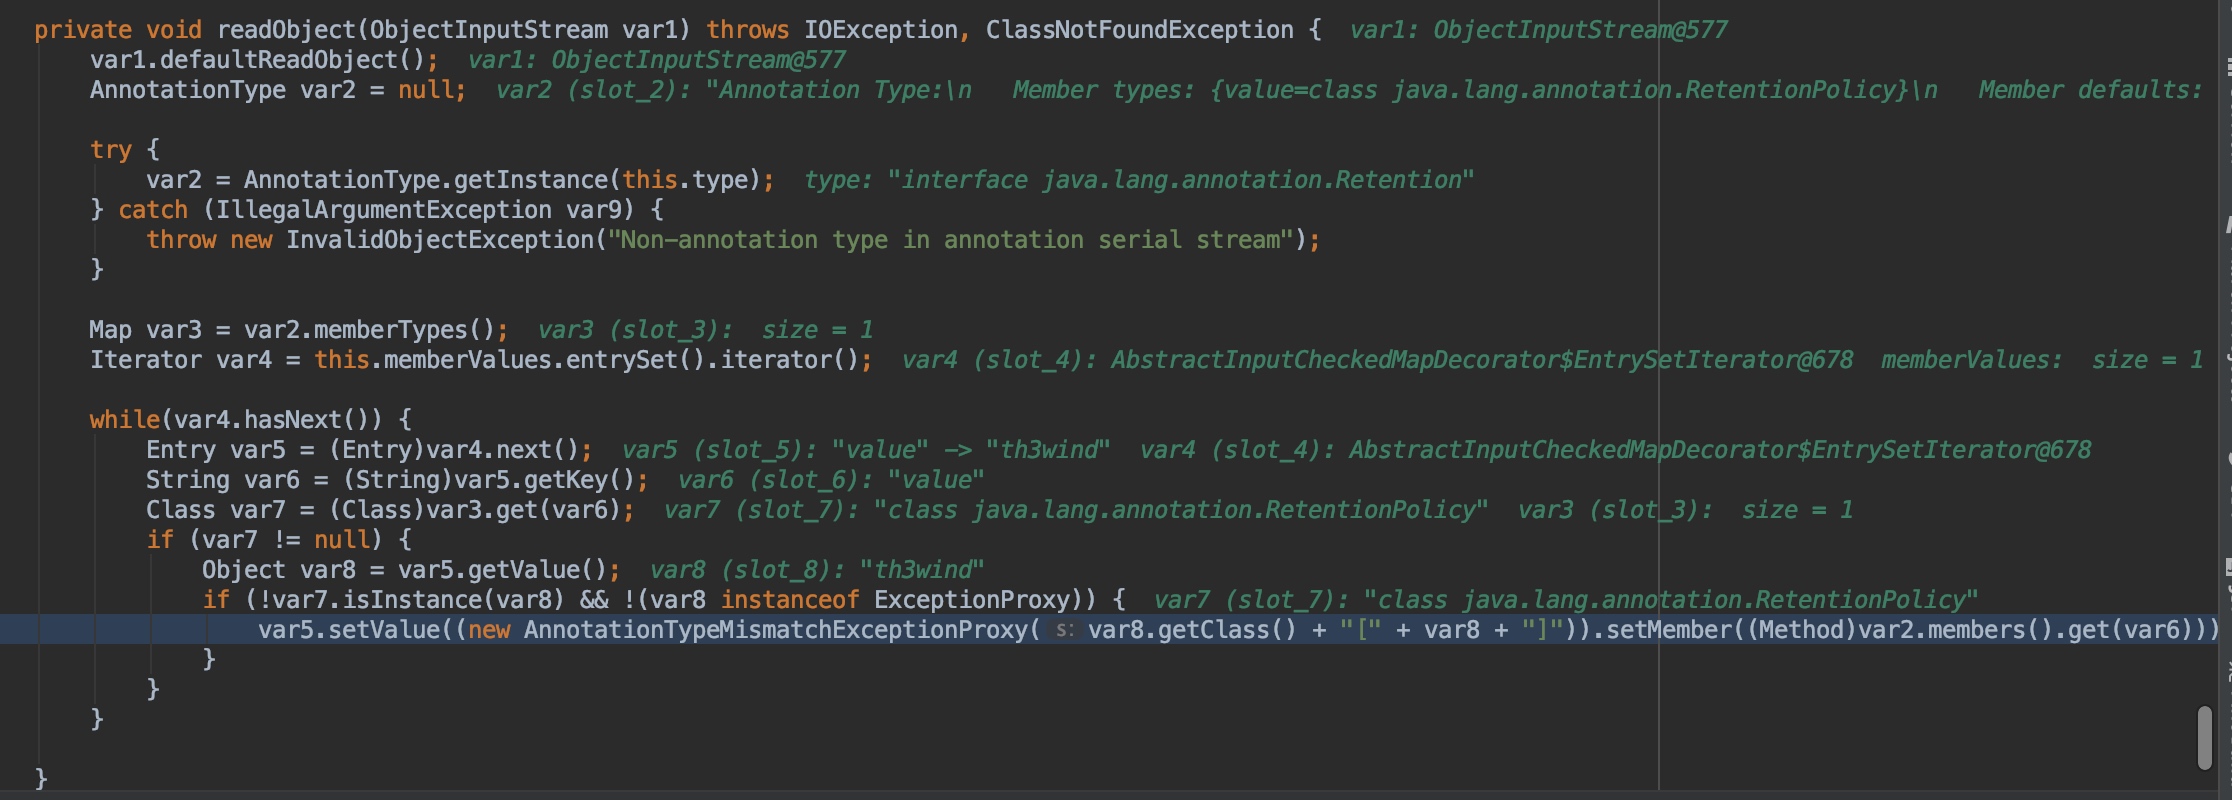 private void readObject(ObjectInputStream var1) throws IOException, ClassNotFoundException {  var1: ObjectInputStream@577
var1.defaultReadObject();  var1: ObjectInputStream@577
AnnotationType var2 = null;  var2 (slot_2): "Annotation Type:\n   Member types: {value=class java.lang.annotation.RetentionPolicy}\n   Member defaults:
try {
var2 = AnnotationType.getInstance(this.type);  type: "interface java.lang.annotation.Retention"
} catch (IllegalArgumentException var9) {
throw new InvalidObjectException("Non-annotation type in annotation serial stream");
}
Map var3 = var2.memberTypes();  var3 (slot_3):  size = 1
Iterator var4 = this.memberValues.entrySet().iterator();  var4 (slot_4): AbstractInputCheckedMapDecorator$EntrySetIterator@678  memberValues:  size = 1
while(var4.hasNext()) {
Entry var5 = (Entry)var4.next();  var5 (slot_5): "value" -> "th3wind"  var4 (slot_4): AbstractInputCheckedMapDecorator$EntrySetIterator@678
String var6 = (String)var5.getKey();  var6 (slot_6): "value"
Class var7 = (Class)var3.get(var6);  var7 (slot_7): "class java.lang.annotation.RetentionPolicy"  var3 (slot_3):  size = 1
if (var7 != null) {
Object var8 = var5.getValue();  var8 (slot_8): "th3wind"
if (!var7.isInstance(var8) && !(var8 instanceof ExceptionProxy)) {  var7 (slot_7): "class java.lang.annotation.RetentionPolicy"
var5.setValue((new AnnotationTypeMismatchExceptionProxy( s: var8.getClass() + "[" + var8 + "]")).setMember((Method)var2.members().get(var6)))
}
}
}
}